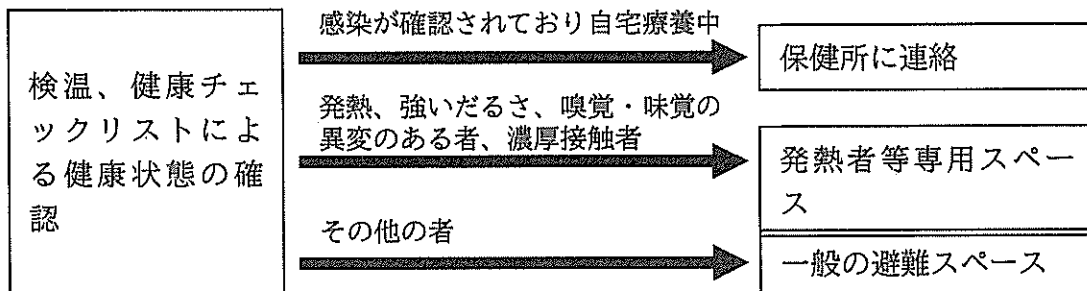 検温、健康チェ
ックリストによ
る健康状態の確
認
感染が確認されており自宅療養中
保健所に連絡
発熱、強いだるさ、嗅覚・味覚の
異変のある者、濃厚接触者
発熱者等専用スペー
ス
その他の者
一般の避難スペース